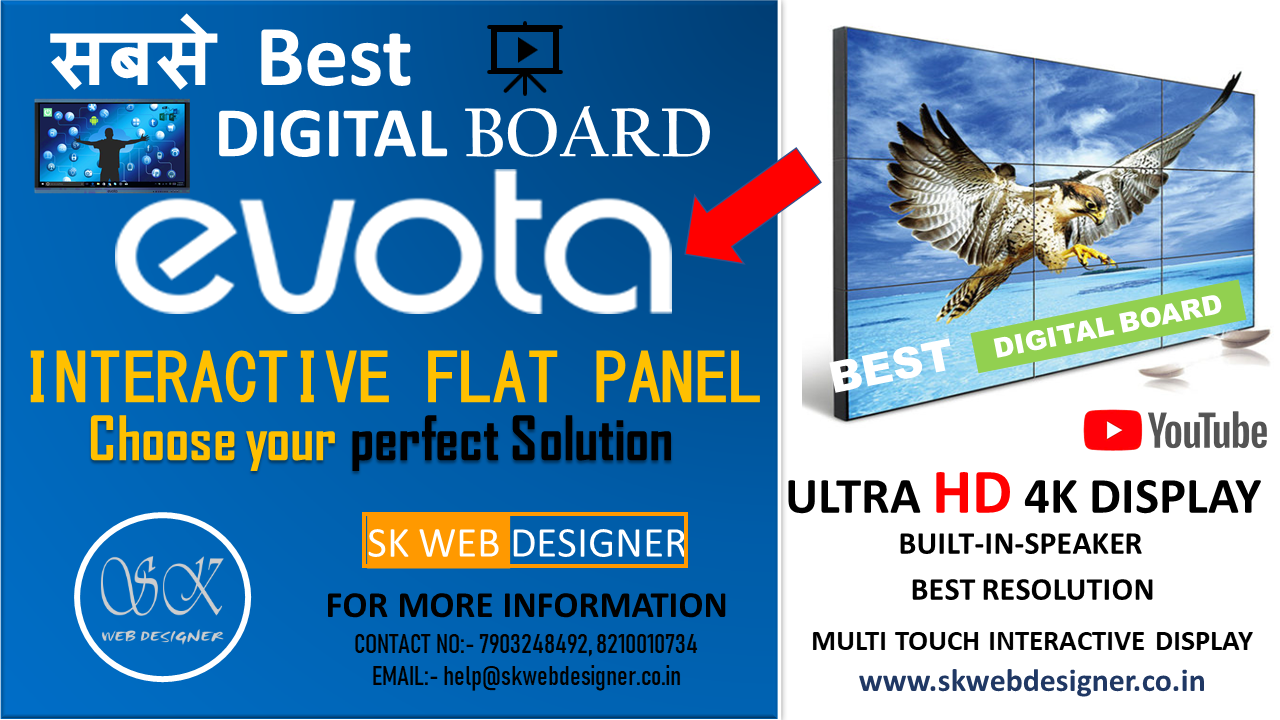 सबसे Best
DIGITAL BOARD
evota
INTERACTIVE FLAT PANEL
Choose your perfect Solution
SK
WEB DESIGNER
SK WEB DESIGNER
FOR MORE INFORMATION
CONTACT NO:- 7903248492, 8210010734
EMAIL:- help@skwebdesigner.co.in
BEST DIGITAL BOARD
YouTube
ULTRA HD 4K DISPLAY
BUILT-IN-SPEAKER
BEST RESOLUTION
MULTI TOUCH INTERACTIVE DISPLAY
www.skwebdesigner.co.in